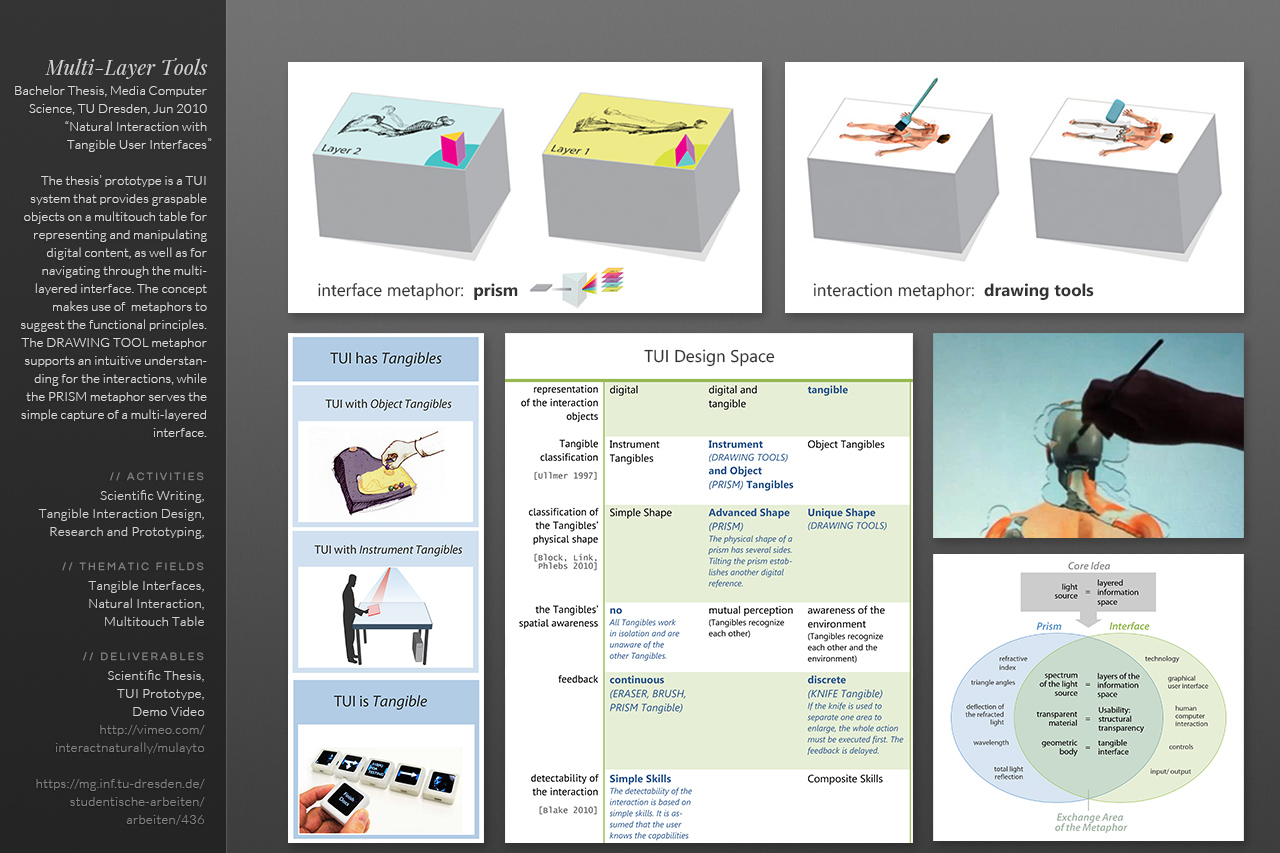 Multi-Layer Tools
Bachelor Thesis, Media Computer
Science, TU Dresden, Jun 2010
“Natural Interaction with
Tangible User Interfaces”
The thesis’ prototype is a TUI
system that provides graspable
objects on a multitouch table for
representing and manipulating
digital content, as well as for
navigating through the multi-
layered interface. The concept
makes use of metaphors to
suggest the functional principles.
The DRAWING TOOL metaphor
supports an intuitive understan-
ding for the interactions, while
the PRISM metaphor serves the
simple capture of a multi-layered
interface.
// ACTIVITIES
Scientific Writing,
Tangible Interaction Design,
Research and Prototyping,
// THEMATIC FIELDS
Tangible Interfaces,
Natural Interaction,
Multitouch Table
// DELIVERABLES
Scientific Thesis,
TUI Prototype,
Demo Video
http://vimeo.com/
interactnaturally/mulayto
https://mg.inf.tu-dresden.de/
studentische-arbeiten/
arbeiten/436
Layer 2
Layer 1
interface metaphor: prism
interaction metaphor: drawing tools
TUI has Tangibles
TUI with Object Tangibles
TUI with Instrument Tangibles
TUI is Tangible
TUI Design Space
representation
of the interaction
objects
digital
digital and
tangible
tangible
Tangible
classification
[Ullmer 1997]
Instrument
Tangibles
Instrument
(DRAWING TOOLS)
and Object
(PRISM) Tangibles
Object Tangibles
classification of
the Tangibles’
physical shape
[Block, Link,
Phlebs 2010]
Simple Shape
Advanced Shape
(PRISM)
The physical shape of a
prism has several sides.
Tilting the prism estab-
lishes another digital
reference.
Unique Shape
(DRAWING TOOLS)
the Tangibles’
spatial awareness
no
All Tangibles work
in isolation and are
unaware of the
other Tangibles.
mutual perception
(Tangibles recognize
each other)
awareness of the
environment
(Tangibles recognize
each other and the
environment)
feedback
continuous
(ERASER, BRUSH,
PRISM Tangible)
discrete
(KNIFE Tangible)
If the knife is used to
separate one area to
enlarge, the whole action
must be executed first. The
feedback is delayed.
detectability of
the interaction
[Blake 2010]
Simple Skills
The detectability of the
interaction is based on
simple skills. It is as-
sumed that the user
knows the capabilities
Composite Skills
Core Idea
light
source
=
layered
information
space
Prism
Interface
refractive
index
triangle angles
deflection of
the refracted
light
wavelength
total light
reflection
spectrum
of the light
source
=
layers of the
information
space
transparent
material
=
Usability:
structural
transparency
geometric
body
=
tangible
interface
technology
graphical
user interface
human
computer
interaction
controls
input/ output
Exchange Area
of the Metaphor